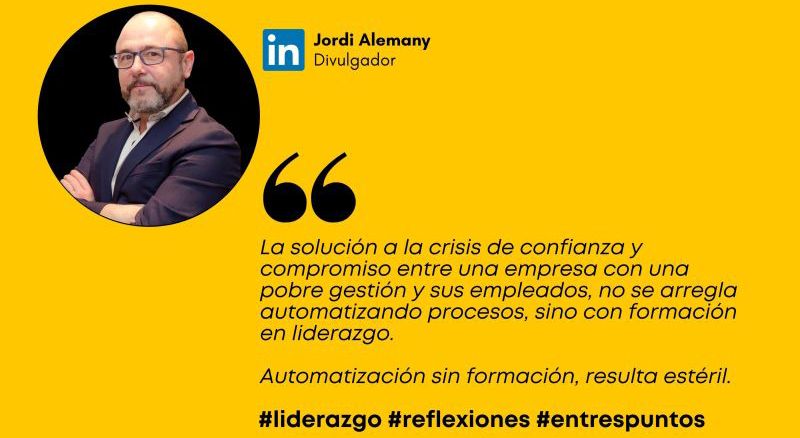 in
Jordi Alemany
Divulgador
“
La solución a la crisis de confianza y
compromiso entre una empresa con una
pobre gestión y sus empleados, no se arregla
automatizando procesos, sino con formación
en liderazgo.
Automatización sin formación, resulta estéril.
#liderazgo #reflexiones #entrespuntos